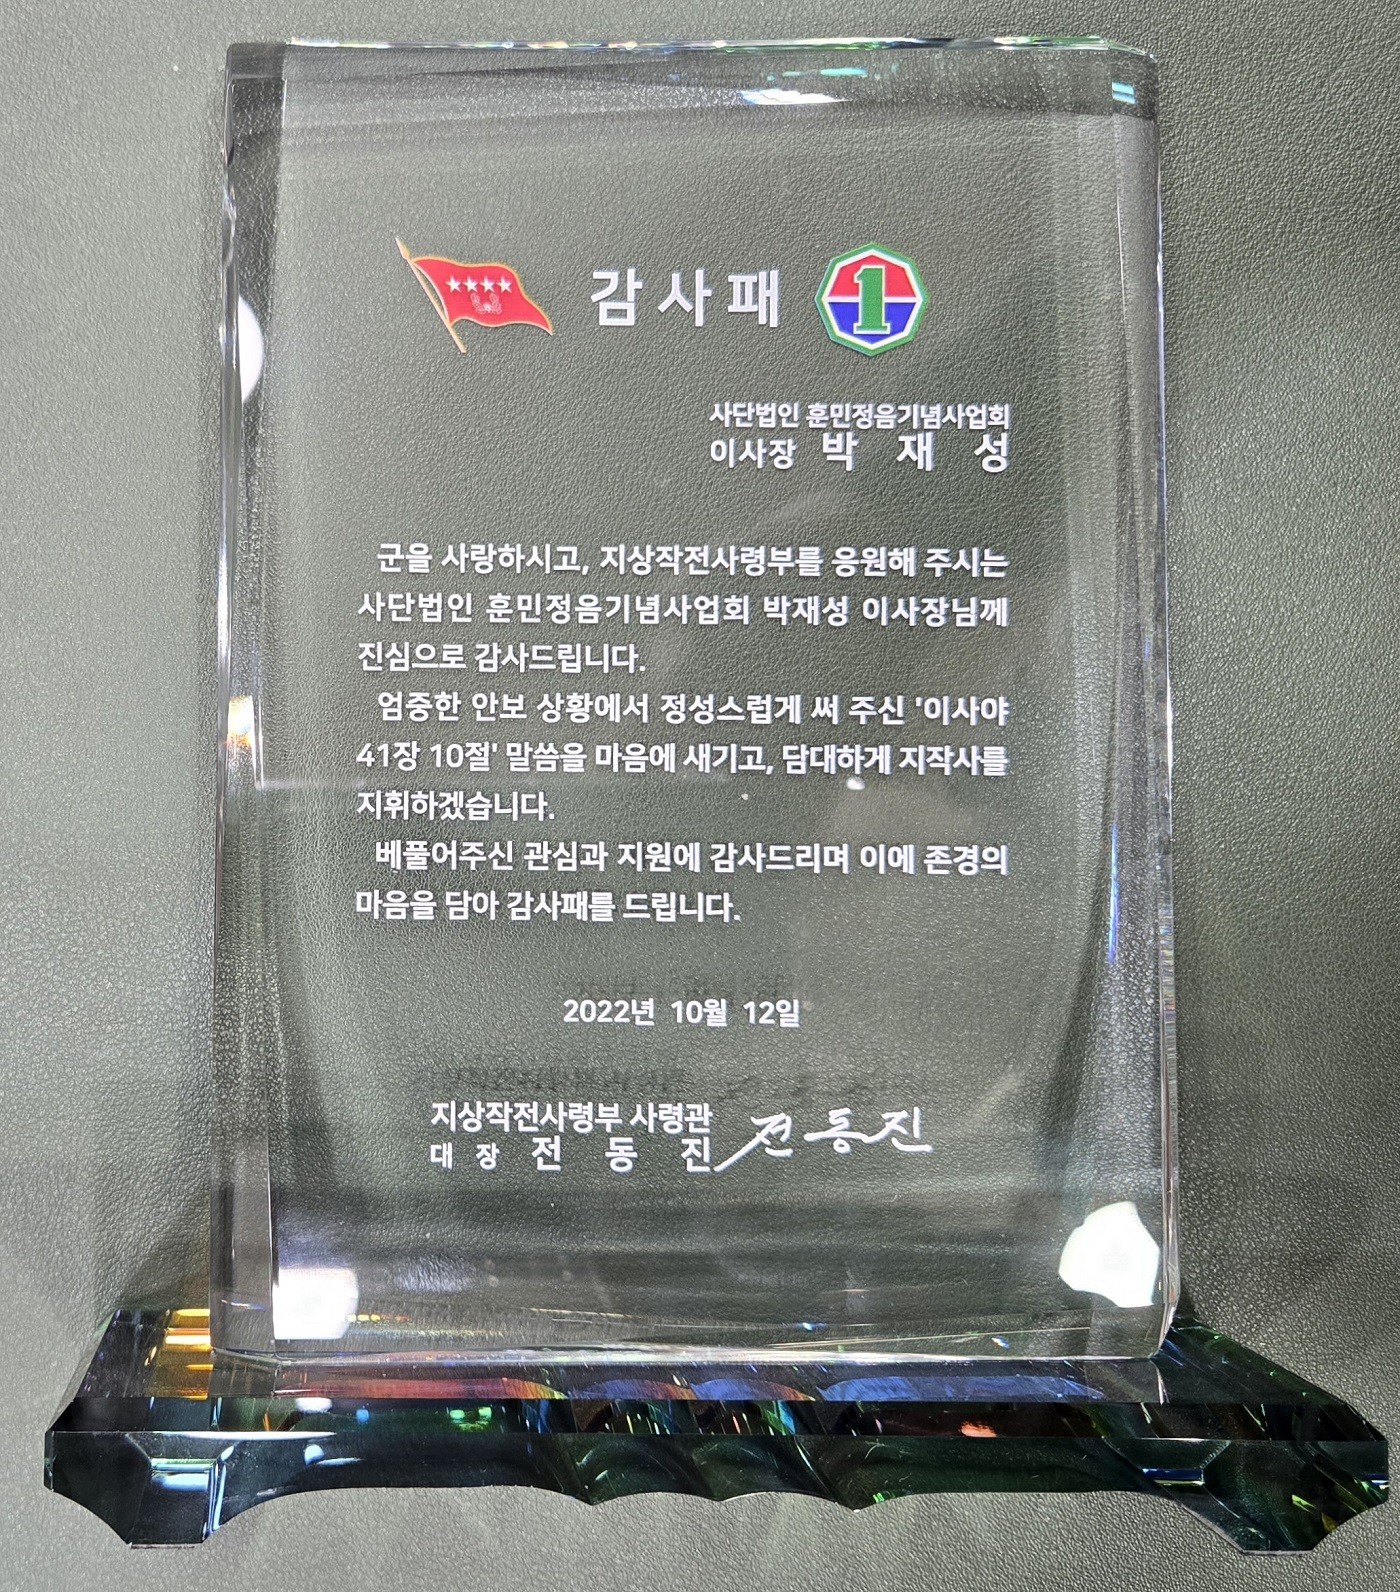 감사패
1
사단법인 훈민정음기념사업회
이사장 박 재 성
군을 사랑하시고, 지상작전사령부를 응원해 주시는
사단법인 훈민정음기념사업회 박재성 이사장님께
진심으로 감사드립니다.
엄중한 안보 상황에서 정성스럽게 써 주신 '이사야
41장 10절' 말씀을 마음에 새기고, 담대하게 지작사를
지휘하겠습니다.
베풀어주신 관심과 지원에 감사드리며 이에 존경의
마음을 담아 감사패를 드립니다.
2022년 10월 12일
지상작전사령부 사령관
대 장 전 동 진 전동진